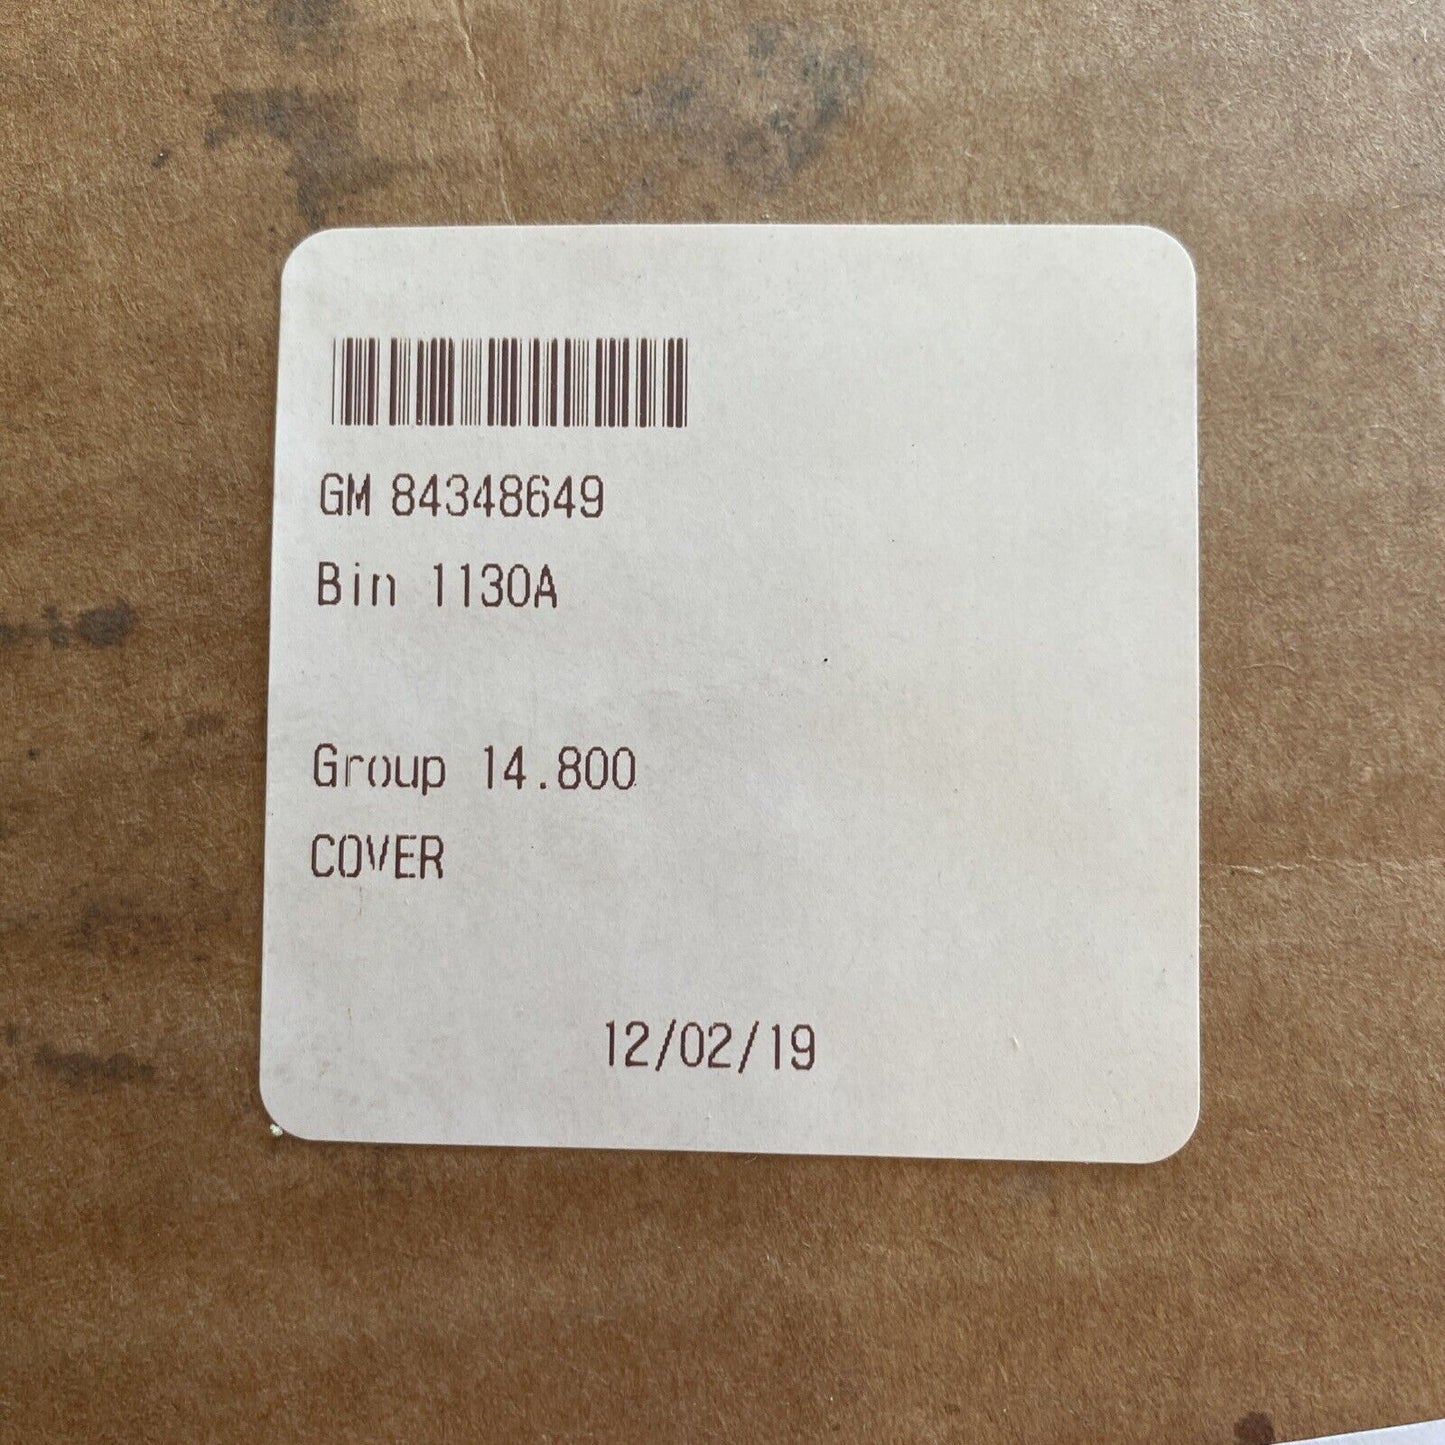 GM 84348649
Bin 1130A
Group 14.800
COVER
12/02/19